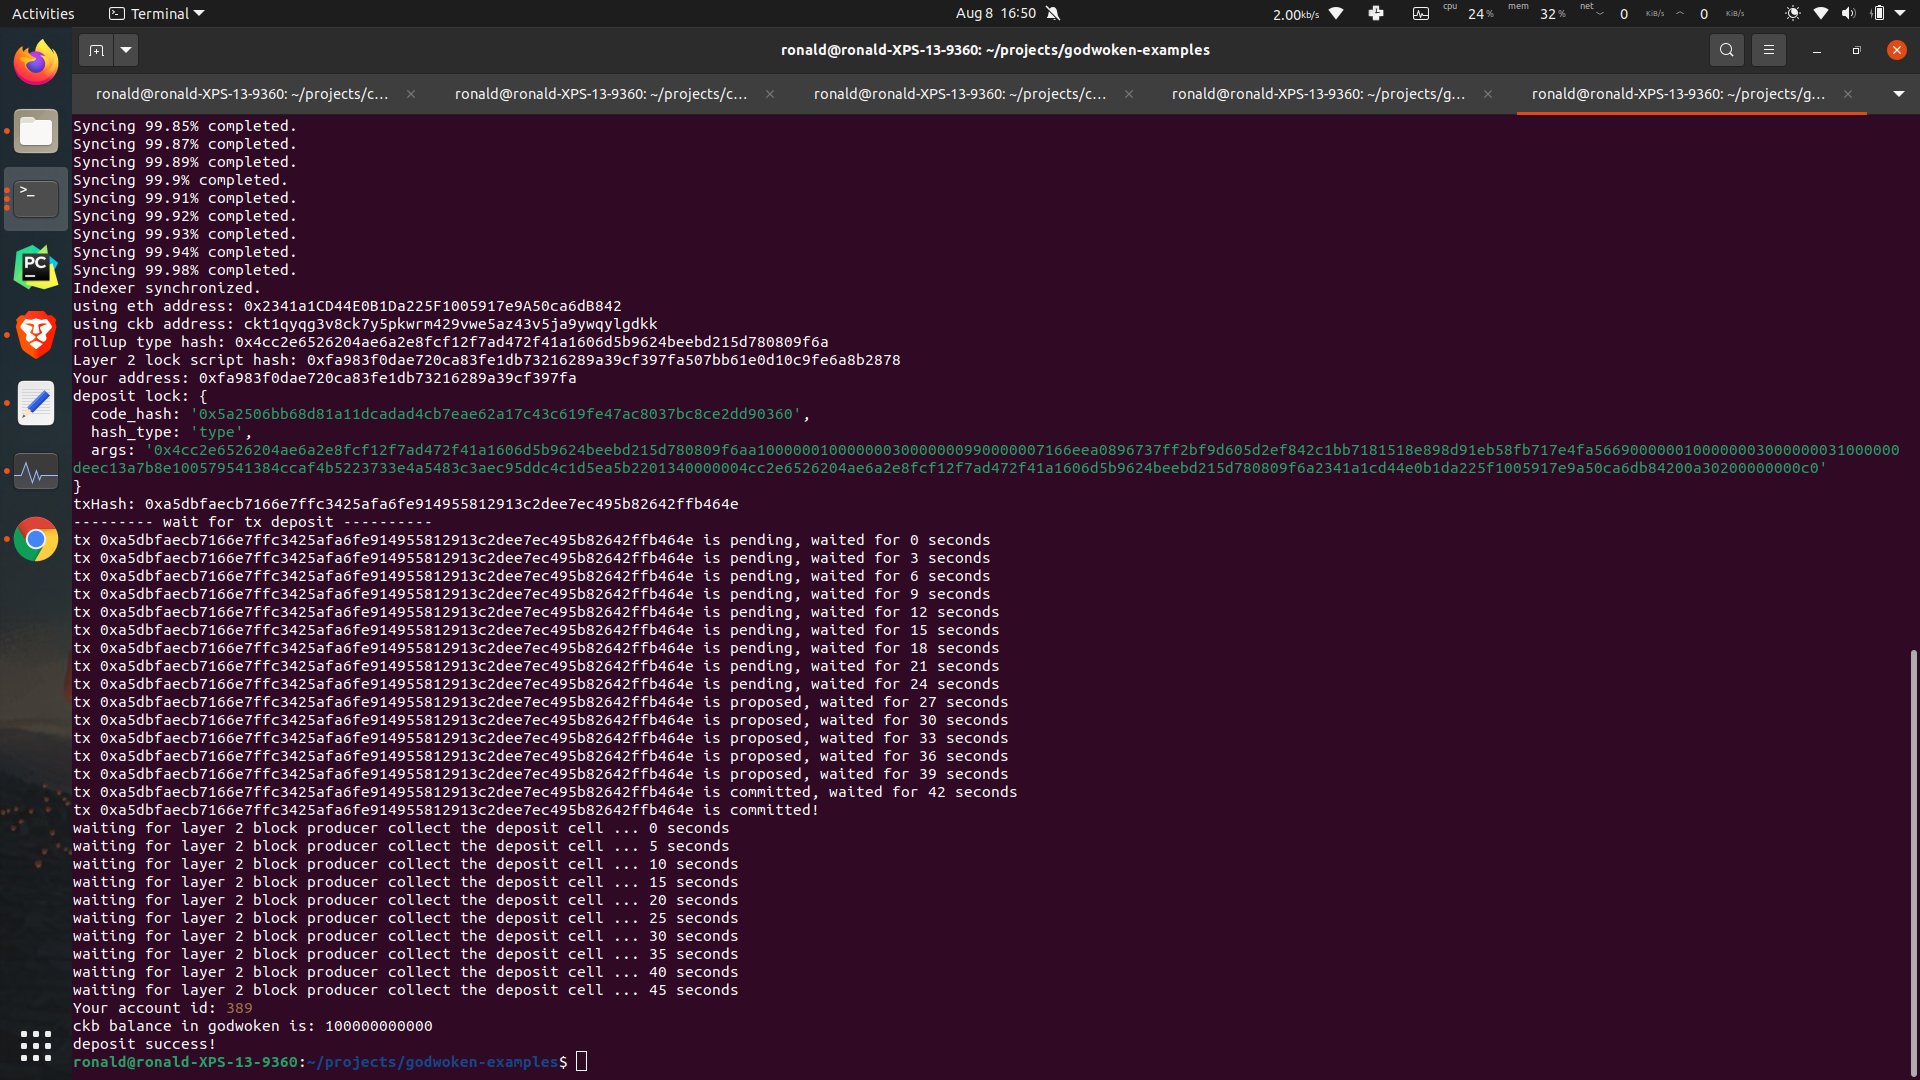 Activities
Terminal
Aug 8 16:50
2.00kb/s
cpu 24%
mem 32%
net 0 KiB/s 0 KiB/s
ronald@ronald-XPS-13-9360: ~/projects/godwoken-examples
ronald@ronald-XPS-13-9360: ~/projects/c…
ronald@ronald-XPS-13-9360: ~/projects/c…
ronald@ronald-XPS-13-9360: ~/projects/c…
ronald@ronald-XPS-13-9360: ~/projects/g…
ronald@ronald-XPS-13-9360: ~/projects/g…
PC
Syncing 99.85% completed.
Syncing 99.87% completed.
Syncing 99.89% completed.
Syncing 99.9% completed.
Syncing 99.91% completed.
Syncing 99.92% completed.
Syncing 99.93% completed.
Syncing 99.94% completed.
Syncing 99.98% completed.
Indexer synchronized.
using eth address: 0x2341a1CD44E0B1Da225F1005917e9A50ca6dB842
using ckb address: ckt1qyqg3v8ck7y5pkwrm429vwe5az43v5ja9ywqylgdkk
rollup type hash: 0x4cc2e6526204ae6a2e8fcf12f7ad472f41a1606d5b9624beebd215d780809f6a
Layer 2 lock script hash: 0xfa983f0dae720ca83fe1db73216289a39cf397fa507bb61e0d10c9fe6a8b2878
Your address: 0xfa983f0dae720ca83fe1db73216289a39cf397fa
deposit lock: {
  code_hash: '0x5a2506bb68d81a11dcadad4cb7eae62a17c43c619fe47ac8037bc8ce2dd90360',
  hash_type: 'type',
  args: '0x4cc2e6526204ae6a2e8fcf12f7ad472f41a1606d5b9624beebd215d780809f6aa10000001000000030000000990000007166eea0896737ff2bf9d605d2ef842c1bb7181518e898d91eb58fb717e4fa56690000000100000003000000031000000
deec13a7b8e100579541384ccaf4b5223733e4a5483c3aec95ddc4c1d5ea5b2201340000004cc2e6526204ae6a2e8fcf12f7ad472f41a1606d5b9624beebd215d780809f6a2341a1cd44e0b1da225f1005917e9a50ca6db84200a30200000000c0'
}
txHash: 0xa5dbfaecb7166e7ffc3425afa6fe914955812913c2dee7ec495b82642ffb464e
--------- wait for tx deposit ----------
tx 0xa5dbfaecb7166e7ffc3425afa6fe914955812913c2dee7ec495b82642ffb464e is pending, waited for 0 seconds
tx 0xa5dbfaecb7166e7ffc3425afa6fe914955812913c2dee7ec495b82642ffb464e is pending, waited for 3 seconds
tx 0xa5dbfaecb7166e7ffc3425afa6fe914955812913c2dee7ec495b82642ffb464e is pending, waited for 6 seconds
tx 0xa5dbfaecb7166e7ffc3425afa6fe914955812913c2dee7ec495b82642ffb464e is pending, waited for 9 seconds
tx 0xa5dbfaecb7166e7ffc3425afa6fe914955812913c2dee7ec495b82642ffb464e is pending, waited for 12 seconds
tx 0xa5dbfaecb7166e7ffc3425afa6fe914955812913c2dee7ec495b82642ffb464e is pending, waited for 15 seconds
tx 0xa5dbfaecb7166e7ffc3425afa6fe914955812913c2dee7ec495b82642ffb464e is pending, waited for 18 seconds
tx 0xa5dbfaecb7166e7ffc3425afa6fe914955812913c2dee7ec495b82642ffb464e is pending, waited for 21 seconds
tx 0xa5dbfaecb7166e7ffc3425afa6fe914955812913c2dee7ec495b82642ffb464e is pending, waited for 24 seconds
tx 0xa5dbfaecb7166e7ffc3425afa6fe914955812913c2dee7ec495b82642ffb464e is proposed, waited for 27 seconds
tx 0xa5dbfaecb7166e7ffc3425afa6fe914955812913c2dee7ec495b82642ffb464e is proposed, waited for 30 seconds
tx 0xa5dbfaecb7166e7ffc3425afa6fe914955812913c2dee7ec495b82642ffb464e is proposed, waited for 33 seconds
tx 0xa5dbfaecb7166e7ffc3425afa6fe914955812913c2dee7ec495b82642ffb464e is proposed, waited for 36 seconds
tx 0xa5dbfaecb7166e7ffc3425afa6fe914955812913c2dee7ec495b82642ffb464e is proposed, waited for 39 seconds
tx 0xa5dbfaecb7166e7ffc3425afa6fe914955812913c2dee7ec495b82642ffb464e is committed, waited for 42 seconds
tx 0xa5dbfaecb7166e7ffc3425afa6fe914955812913c2dee7ec495b82642ffb464e is committed!
waiting for layer 2 block producer collect the deposit cell ... 0 seconds
waiting for layer 2 block producer collect the deposit cell ... 5 seconds
waiting for layer 2 block producer collect the deposit cell ... 10 seconds
waiting for layer 2 block producer collect the deposit cell ... 15 seconds
waiting for layer 2 block producer collect the deposit cell ... 20 seconds
waiting for layer 2 block producer collect the deposit cell ... 25 seconds
waiting for layer 2 block producer collect the deposit cell ... 30 seconds
waiting for layer 2 block producer collect the deposit cell ... 35 seconds
waiting for layer 2 block producer collect the deposit cell ... 40 seconds
waiting for layer 2 block producer collect the deposit cell ... 45 seconds
Your account id: 389
ckb balance in godwoken is: 100000000000
deposit success!
ronald@ronald-XPS-13-9360:~/projects/godwoken-examples$